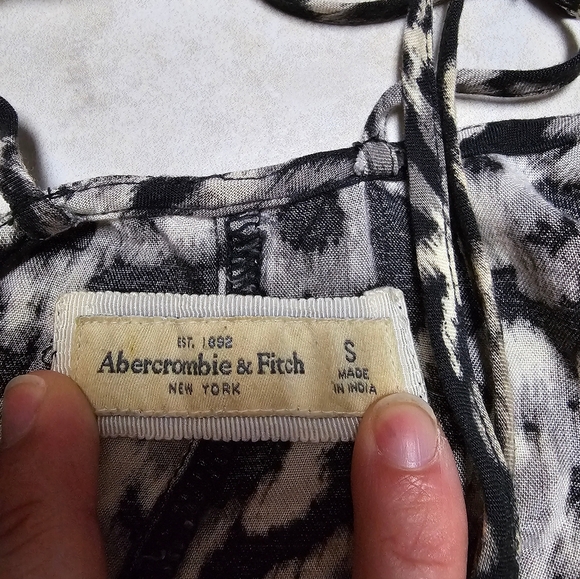 EST. 1892
Abercrombie & Fitch
NEW YORK
S
MADE
IN INDIA